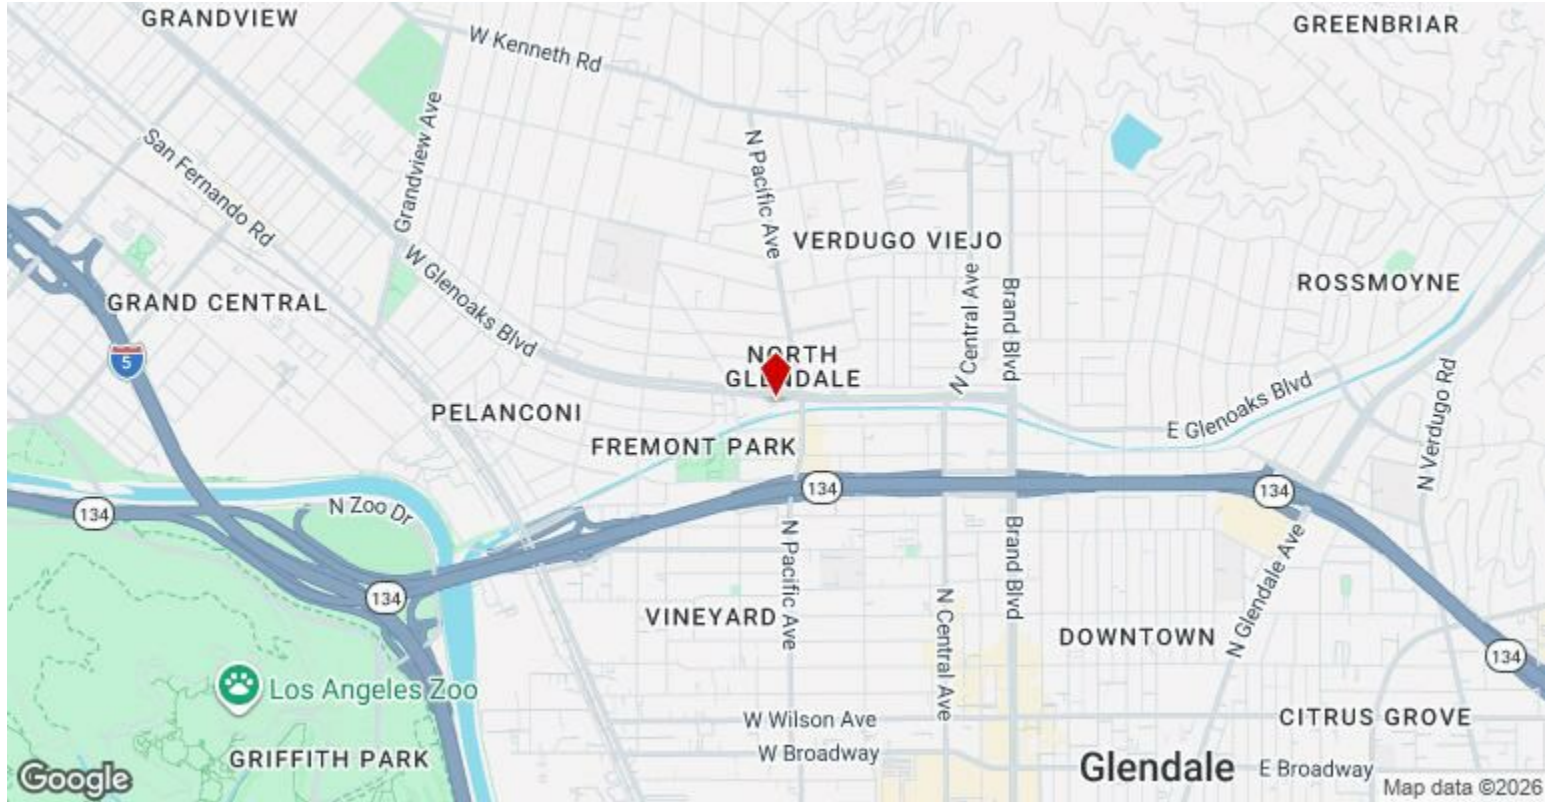 GRANDVIEW
GREENBRIAR
W Kenneth Rd
Grandview Ave
San Fernando Rd
N Pacific Ave
VERDUGO VIEJO
W Glenoaks Blvd
N Central Ave
Brand Blvd
ROSSMOYNE
GRAND CENTRAL
5
NORTH
GLENDALE
PELANCONI
FREMONT PARK
E Glenoaks Blvd
N Verdugo Rd
134
134
134
N Zoo Dr
N Pacific Ave
Brand Blvd
N Glendale Ave
134
VINEYARD
N Central Ave
DOWNTOWN
134
Los Angeles Zoo
GRIFFITH PARK
W Wilson Ave
CITRUS GROVE
W Broadway
Glendale
E Broadway
Google
Map data ©2026